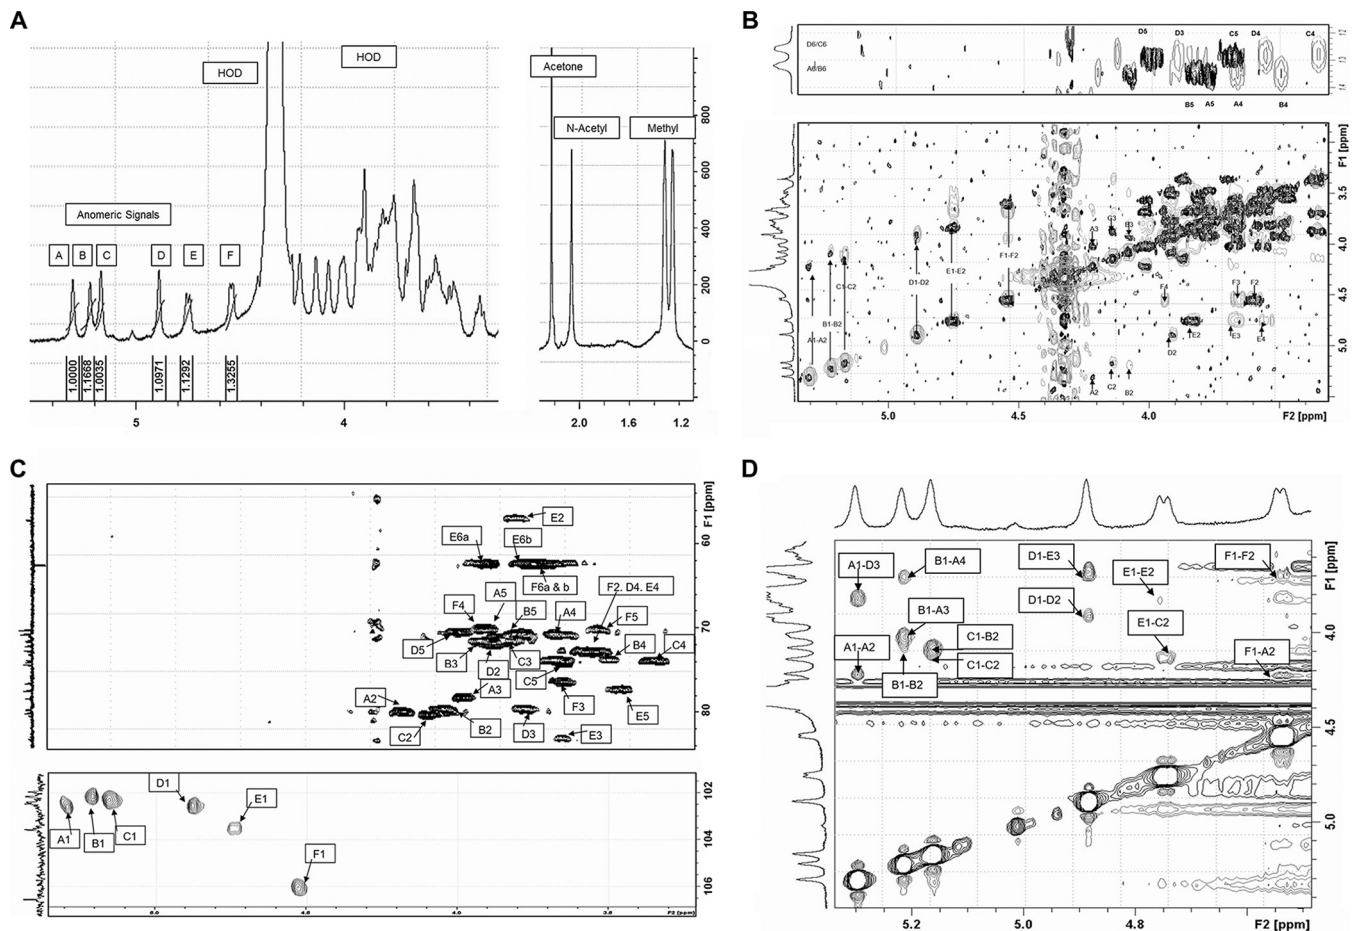 A
HOD
HOD
Acetone
N-Acetyl
Methyl
Anomeric Signals
A B C D E F
800
600
400
200
0
1.0000
1.1668
1.0035
1.0971
1.1292
1.3255
5 4
2.0 1.6 1.2
B
D5 D3 C5 D4 C4
D6/C6
A6/B6
B5 A5 A4 B4
12
13
14
F1 [ppm]
3.5
4.0
4.5
5.0
C3
A3 B3
F1-F2
E1-E2
D1-D2
C1-C2
B1-B2
A1-A2
F4 F3 F2
D2 E2 E3 E4
A2 C2 B2
5.0 4.5 4.0
F2 [ppm]
C
E2
E6a E6b
F6a & b
F2. D4. E4
A5
F4 B5 A4 F5
D5 B3 D2 C3 C5 B4 C4
A2 A3 F3 E5
C2 B2 D3 E3
F1 [ppm]
60
70
80
D1
E1
A1 B1 C1
F1
102
104
106
F2 [ppm]
D
A1-D3
B1-A4
D1-E3
E1-E2
F1-F2
B1-A3
D1-D2
C1-B2
E1-C2
A1-A2
C1-C2
F1-A2
B1-B2
F1 [ppm]
4.0
4.5
5.0
5.2 5.0 4.8
F2 [ppm]